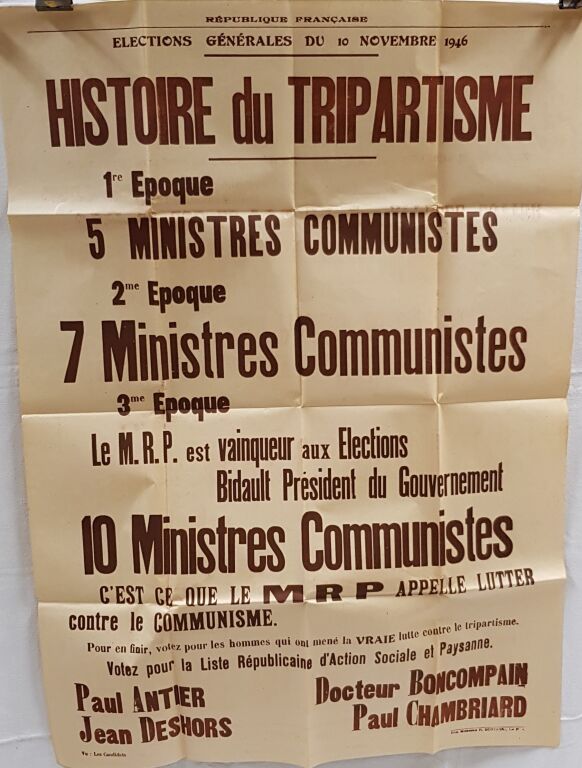 RÉPUBLIQUE FRANÇAISE
ELECTIONS GÉNÉRALES DU 10 NOVEMBRE 1946
HISTOIRE du TRIPARTISME
1re Epoque
5 MINISTRES COMMUNISTES
2me Epoque
7 Ministres Communistes
3me Epoque
Le M.R.P. est vainqueur aux Elections
Bidault Président du Gouvernement
10 Ministres Communistes
C'EST CE QUE LE MRP APPELLE LUTTER
contre le COMMUNISME.
Pour en finir, votez pour les hommes qui ont mené la VRAIE lutte contre le tripartisme.
Votez pour la Liste Républicaine d'Action Sociale et Paysanne.
Paul ANTIER
Docteur BONCOMPAIN
Jean DESHORS
Paul CHAMBRIARD
Vu : Les Candidats